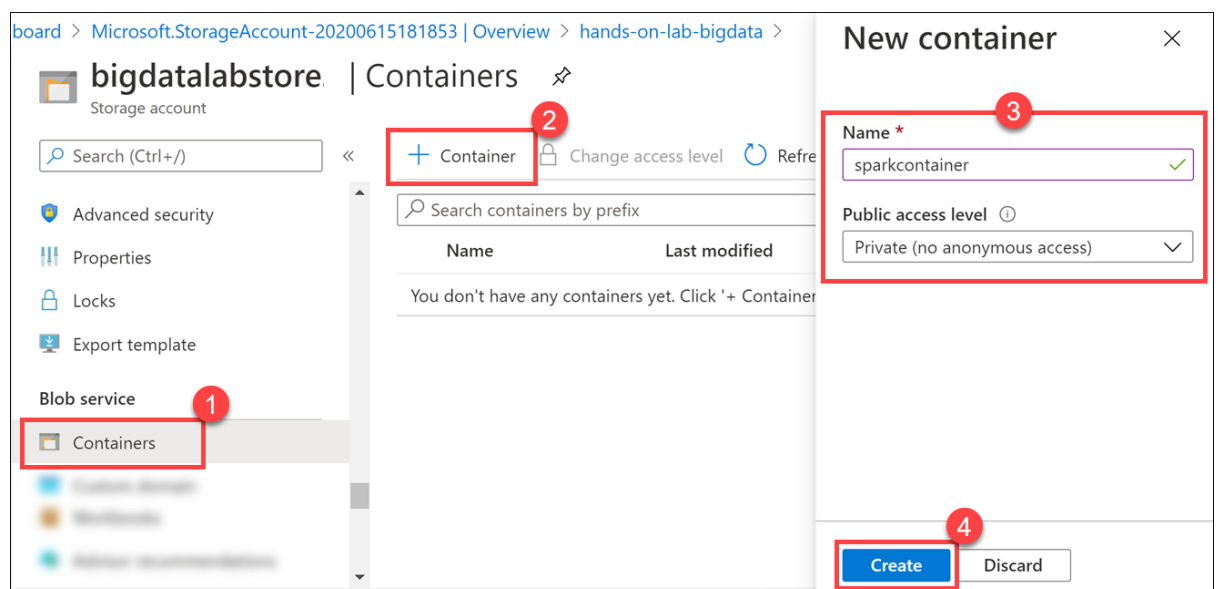 board > Microsoft.StorageAccount-20200615181853 | Overview > hands-on-lab-bigdata >
bigdatalabstore | Containers
Storage account
Search (Ctrl+/)
«
Advanced security
Properties
Locks
Export template
Blob service
1
Containers
2
+ Container
Change access level
Refre
Search containers by prefix
Name Last modified
You don't have any containers yet. Click '+ Container
New container
3
Name *
sparkcontainer
Public access level
Private (no anonymous access)
4
Create Discard